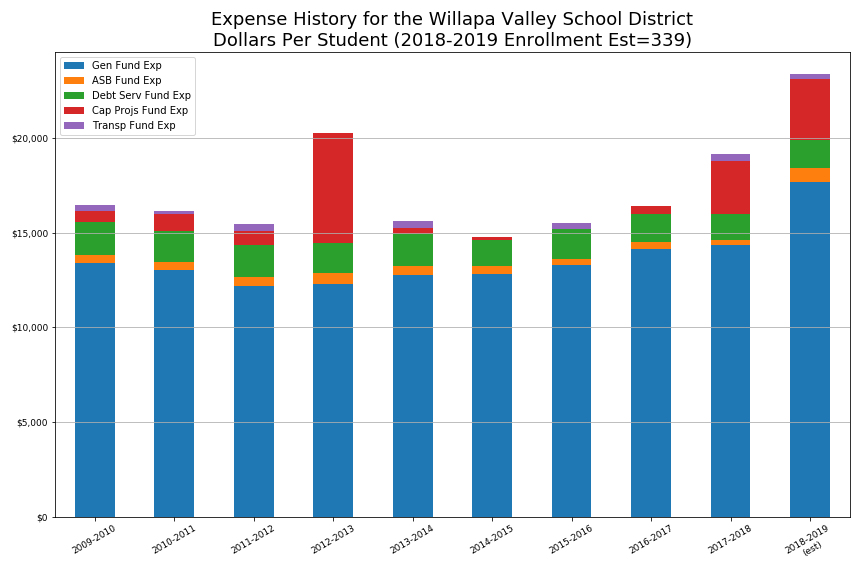 Expense History for the Willapa Valley School District
Dollars Per Student (2018-2019 Enrollment Est=339)
Gen Fund Exp
ASB Fund Exp
Debt Serv Fund Exp
Cap Projs Fund Exp
Transp Fund Exp
$20,000
$15,000
$10,000
$5,000
$0
2009-2010
2010-2011
2011-2012
2012-2013
2013-2014
2014-2015
2015-2016
2016-2017
2017-2018
2018-2019
(est)